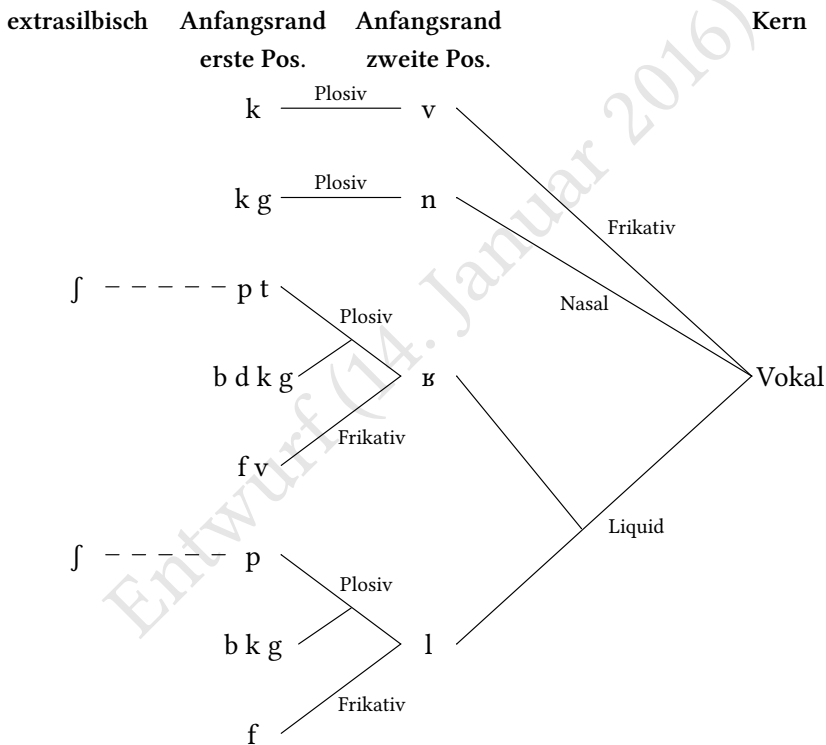 extrasilbisch Anfangsrand Anfangsrand Kern
erste Pos. zweite Pos.
k Plosiv v
k g Plosiv n
Frikativ
ʃ p t
Nasal
Plosiv
b d k g ʁ Vokal
Frikativ
f v
Liquid
ʃ p
Plosiv
b k g l
Frikativ
f
Entwurf (14. Januar 2016)